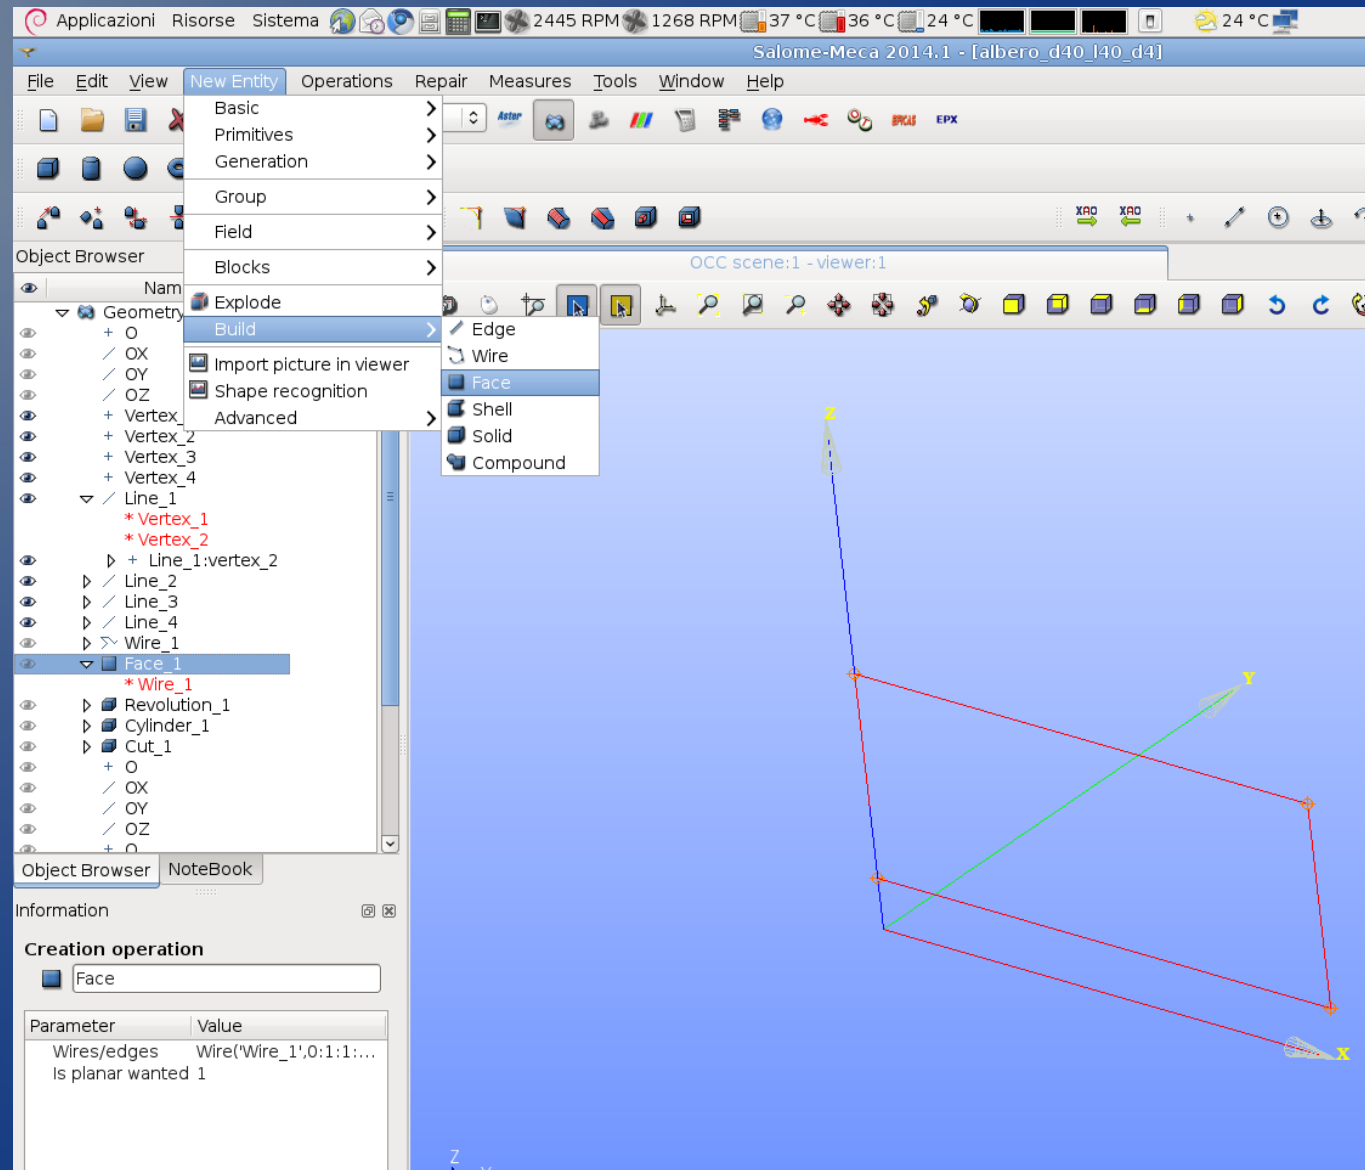 Applicazioni Risorse Sistema 2445 RPM 1268 RPM 37 °C 36 °C 24 °C 24 °C
Salome-Meca 2014.1 - [albero_d40_l40_d4]
File Edit View New Entity Operations Repair Measures Tools Window Help
Basic
Primitives
Generation
Group
Field
Blocks
Explode
Build
Import picture in viewer
Shape recognition
Advanced
Edge
Wire
Face
Shell
Solid
Compound
Aster
EPX
XAO XAO
OCC scene:1 - viewer:1
Object Browser
Nam
Geometry
O
OX
OY
OZ
Vertex_
Vertex_2
Vertex_3
Vertex_4
Line_1
* Vertex_1
* Vertex_2
Line_1:vertex_2
Line_2
Line_3
Line_4
Wire_1
Face_1
* Wire_1
Revolution_1
Cylinder_1
Cut_1
O
OX
OY
OZ
O
Object Browser NoteBook
Information
Creation operation
Face
Parameter Value
Wires/edges Wire('Wire_1',0:1:1:...
Is planar wanted 1
Z
Y
X
Z
Y